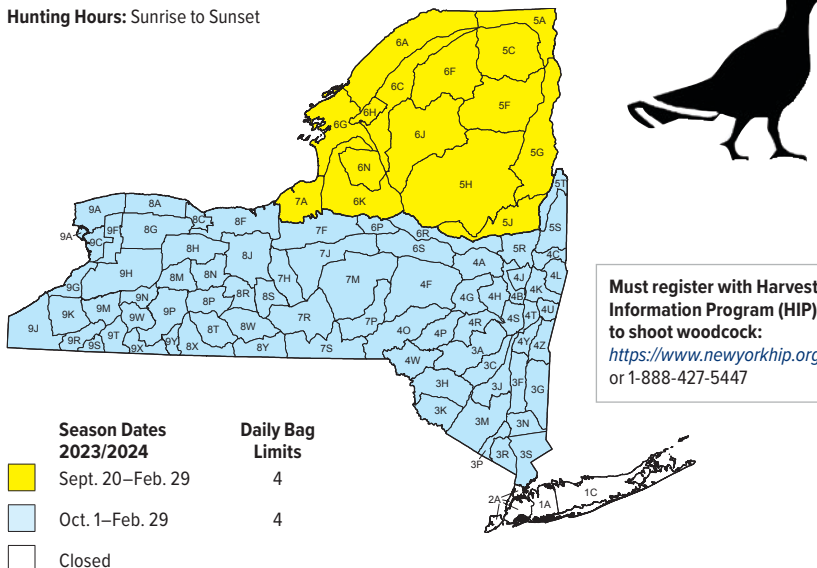 Hunting Hours: Sunrise to Sunset
5A
6A
5C
6F
6C
5F
6H
6G
6J
5G
6N
5H
5T
7A
6K
9A
8A
8C
8F
5J
5S
9F
8G
7F
6P
6R
9A
9C
6S
5R
8H
7J
4C
8J
4A
9H
4J
4L
8M
8N
7H
7M
4F
9G
4K
9N
8R
8S
4G
4H
4B
9K
9M
9P
8P
4U
9W
7R
7P
4R
4S
4T
9J
9T
8T
8W
4O
4P
9R
9S
9Y
4Y
9X
8X
8Y
7S
3A
4Z
4W
3C
3H
3J
3F
3G
3K
3M
3N
3P
3R
3S
2A
1A
1C
Must register with Harvest
Information Program (HIP)
to shoot woodcock:
https://www.newyorkhip.org
or 1-888-427-5447
Season Dates
2023/2024
Daily Bag
Limits
Sept. 20–Feb. 29 4
Oct. 1–Feb. 29 4
Closed